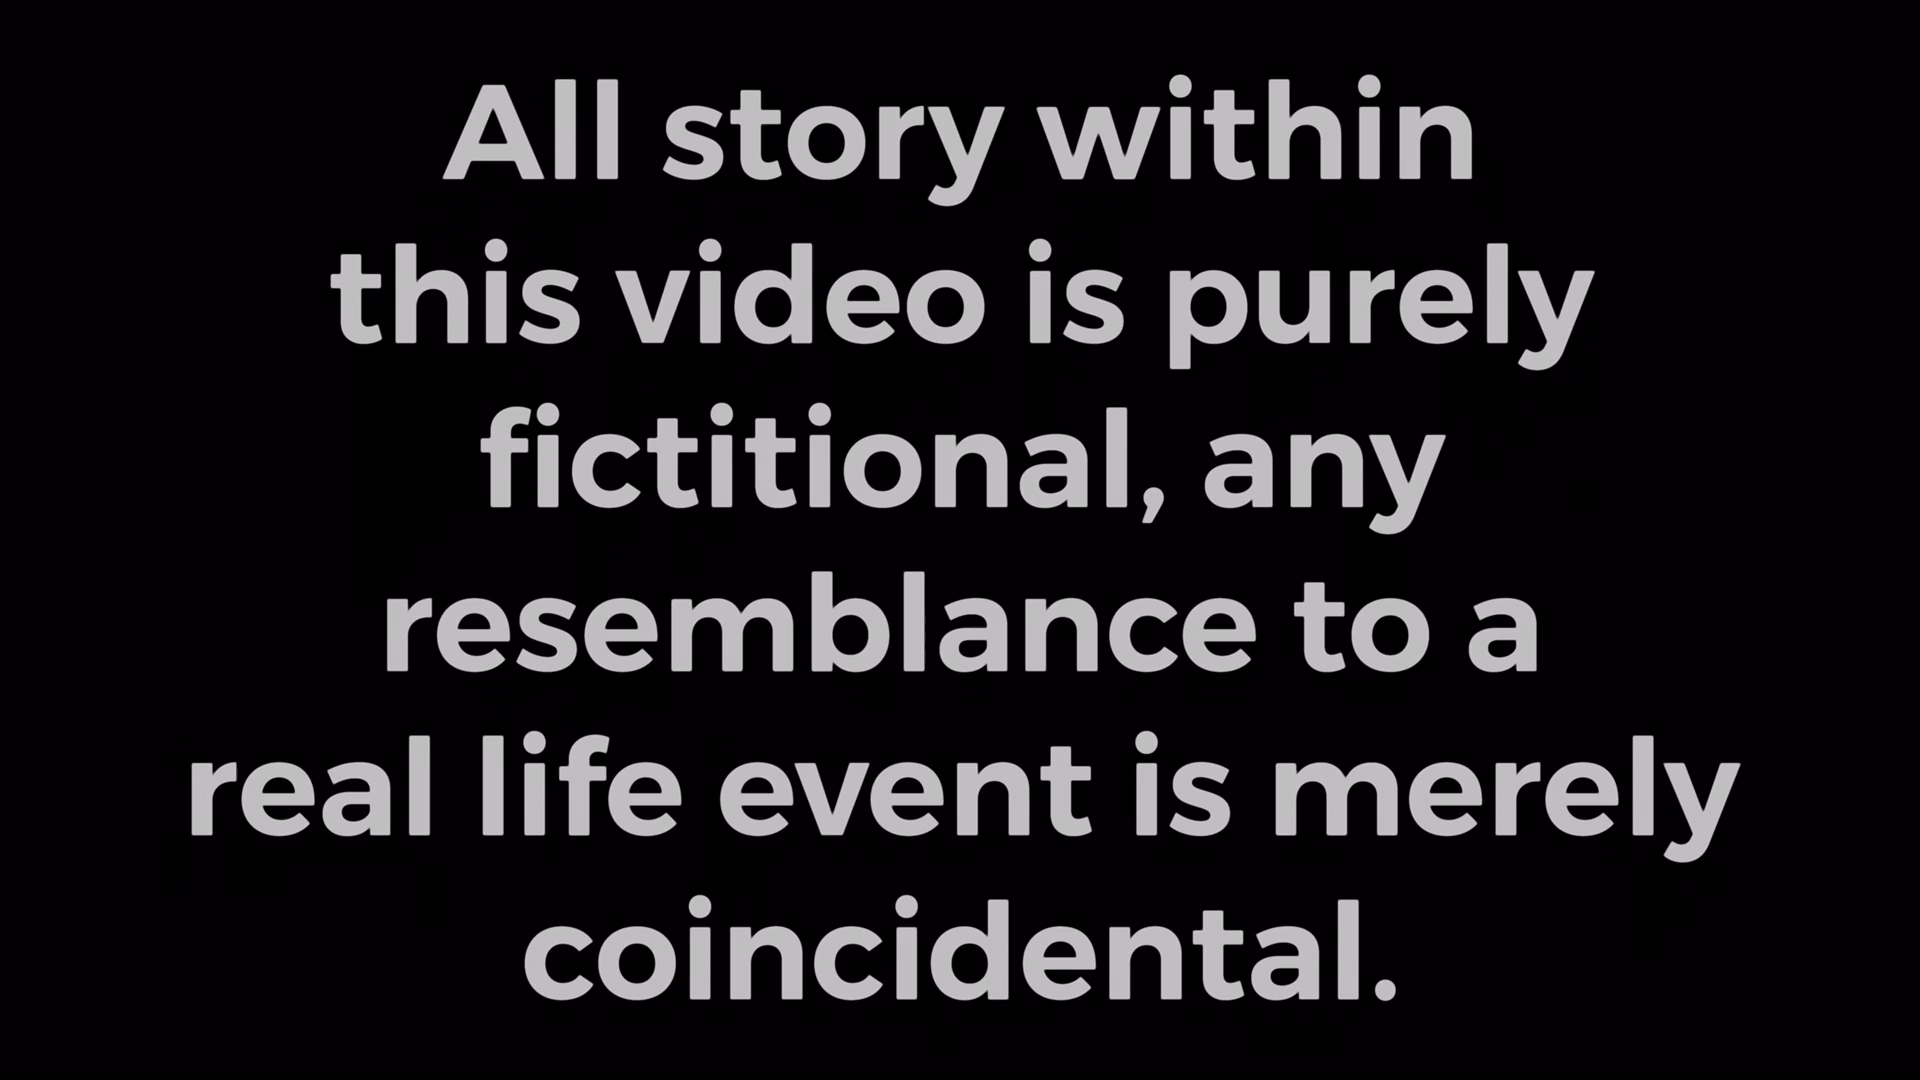 All story within
this video is purely
fictitional, any
resemblance to a
real life event is merely
coincidental.